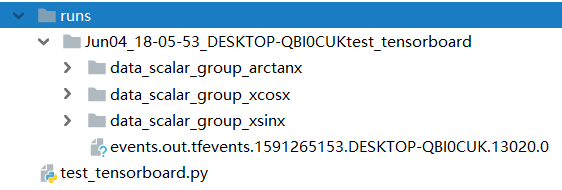 runs
Jun04_18-05-53_DESKTOP-QBI0CUKtest_tensorboard
data_scalar_group_arctanx
data_scalar_group_xcosx
data_scalar_group_xsinx
events.out.tfevents.1591265153.DESKTOP-QBI0CUK.13020.0
test_tensorboard.py